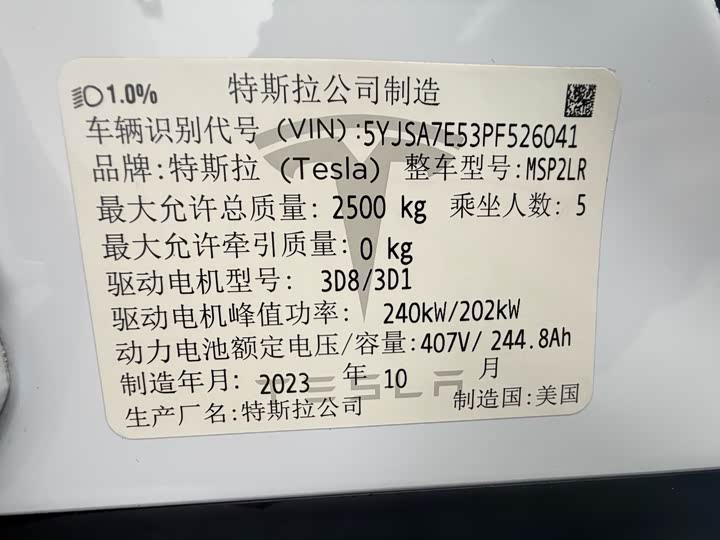 1.0% 特斯拉公司制造
车辆识别代号 (VIN):5YJSA7E53PF526041
品牌:特斯拉 (Tesla) 整车型号:MSP2LR
最大允许总质量: 2500 kg 乘坐人数: 5
最大允许牵引质量: 0 kg
驱动电机型号: 3D8/3D1
驱动电机峰值功率: 240kW/202kW
动力电池额定电压/容量:407V/ 244.8Ah
制造年月: 2023 年 10 月
TESLA
生产厂名:特斯拉公司 制造国:美国